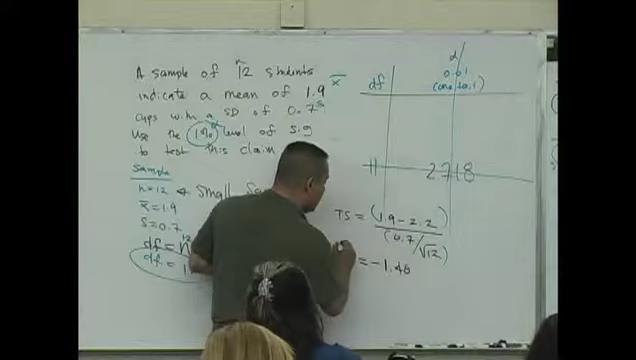 A sample of 12 students
n
indicate a mean of 1.9
x̄
cups with a SD of 0.7
s
Use the 1% level of sig
to test this claim
Sample
n = 12 Small
x̄ = 1.9
s = 0.7
df =
12
df =
df
α
0.01
(one tail)
11 2.718
TS = (1.9 - 2.2)
(0.7/√12)
= -1.48